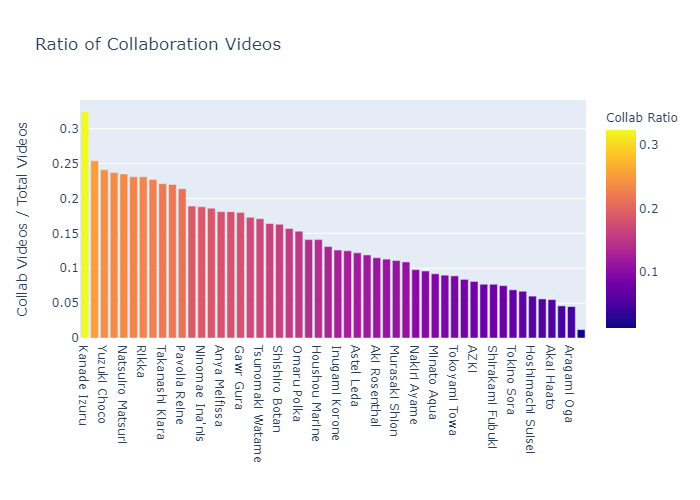 Ratio of Collaboration Videos
Collab Videos / Total Videos
0.3
0.25
0.2
0.15
0.1
0.05
0
Kanade Izuru
Yuzuki Choco
Natsuiro Matsuri
Rikka
Takanashi Kiara
Pavolia Reine
Ninomae Ina'nis
Anya Melfissa
Gawr Gura
Tsunomaki Watame
Shishiro Botan
Omaru Polka
Houshou Marine
Inugami Korone
Astel Leda
Aki Rosenthal
Murasaki Shion
Nakiri Ayame
Minato Aqua
Tokoyami Towa
AZKi
Shirakami Fubuki
Tokino Sora
Hoshimachi Suisei
Akai Haato
Aragami Oga
Collab Ratio
0.3
0.2
0.1